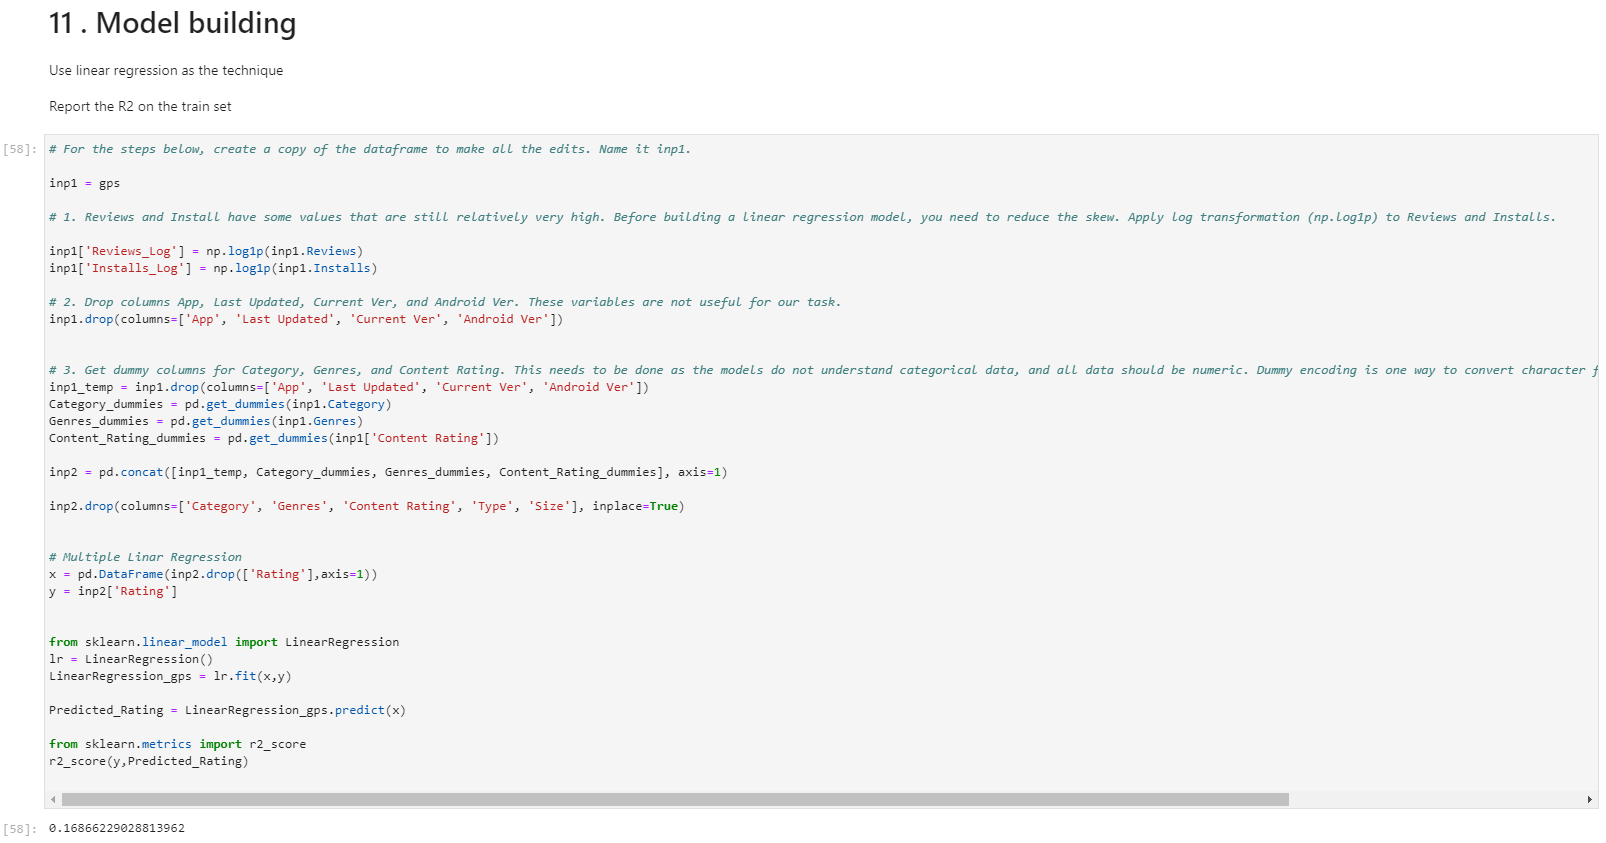 11 . Model building
Use linear regression as the technique
Report the R2 on the train set
[58]:
# For the steps below, create a copy of the dataframe to make all the edits. Name it inp1.
inp1 = gps
# 1. Reviews and Install have some values that are still relatively very high. Before building a linear regression model, you need to reduce the skew. Apply log transformation (np.log1p) to Reviews and Installs.
inp1['Reviews_Log'] = np.log1p(inp1.Reviews)
inp1['Installs_Log'] = np.log1p(inp1.Installs)
# 2. Drop columns App, Last Updated, Current Ver, and Android Ver. These variables are not useful for our task.
inp1.drop(columns=['App', 'Last Updated', 'Current Ver', 'Android Ver'])
# 3. Get dummy columns for Category, Genres, and Content Rating. This needs to be done as the models do not understand categorical data, and all data should be numeric. Dummy encoding is one way to convert character f
inp1_temp = inp1.drop(columns=['App', 'Last Updated', 'Current Ver', 'Android Ver'])
Category_dummies = pd.get_dummies(inp1.Category)
Genres_dummies = pd.get_dummies(inp1.Genres)
Content_Rating_dummies = pd.get_dummies(inp1['Content Rating'])
inp2 = pd.concat([inp1_temp, Category_dummies, Genres_dummies, Content_Rating_dummies], axis=1)
inp2.drop(columns=['Category', 'Genres', 'Content Rating', 'Type', 'Size'], inplace=True)
# Multiple Linar Regression
x = pd.DataFrame(inp2.drop(['Rating'],axis=1))
y = inp2['Rating']
from sklearn.linear_model import LinearRegression
lr = LinearRegression()
LinearRegression_gps = lr.fit(x,y)
Predicted_Rating = LinearRegression_gps.predict(x)
from sklearn.metrics import r2_score
r2_score(y,Predicted_Rating)
[58]: 0.16866229028813962